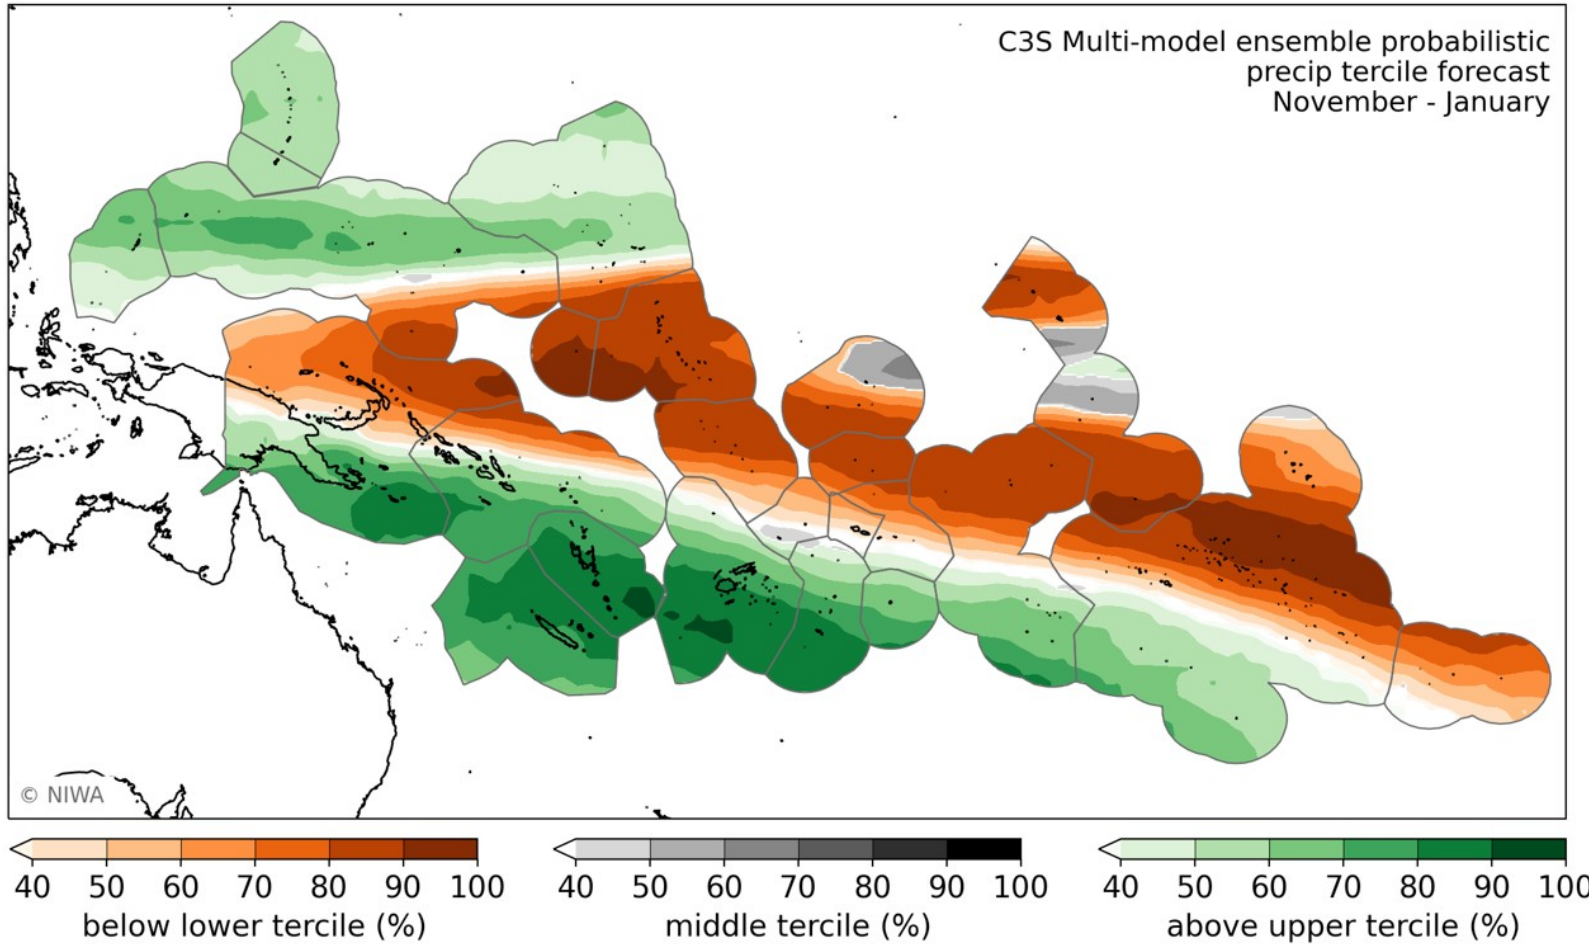 C3S Multi-model ensemble probabilistic
precip tercile forecast
November - January
© NIWA
40 50 60 70 80 90 100
below lower tercile (%)
40 50 60 70 80 90 100
middle tercile (%)
40 50 60 70 80 90 100
above upper tercile (%)